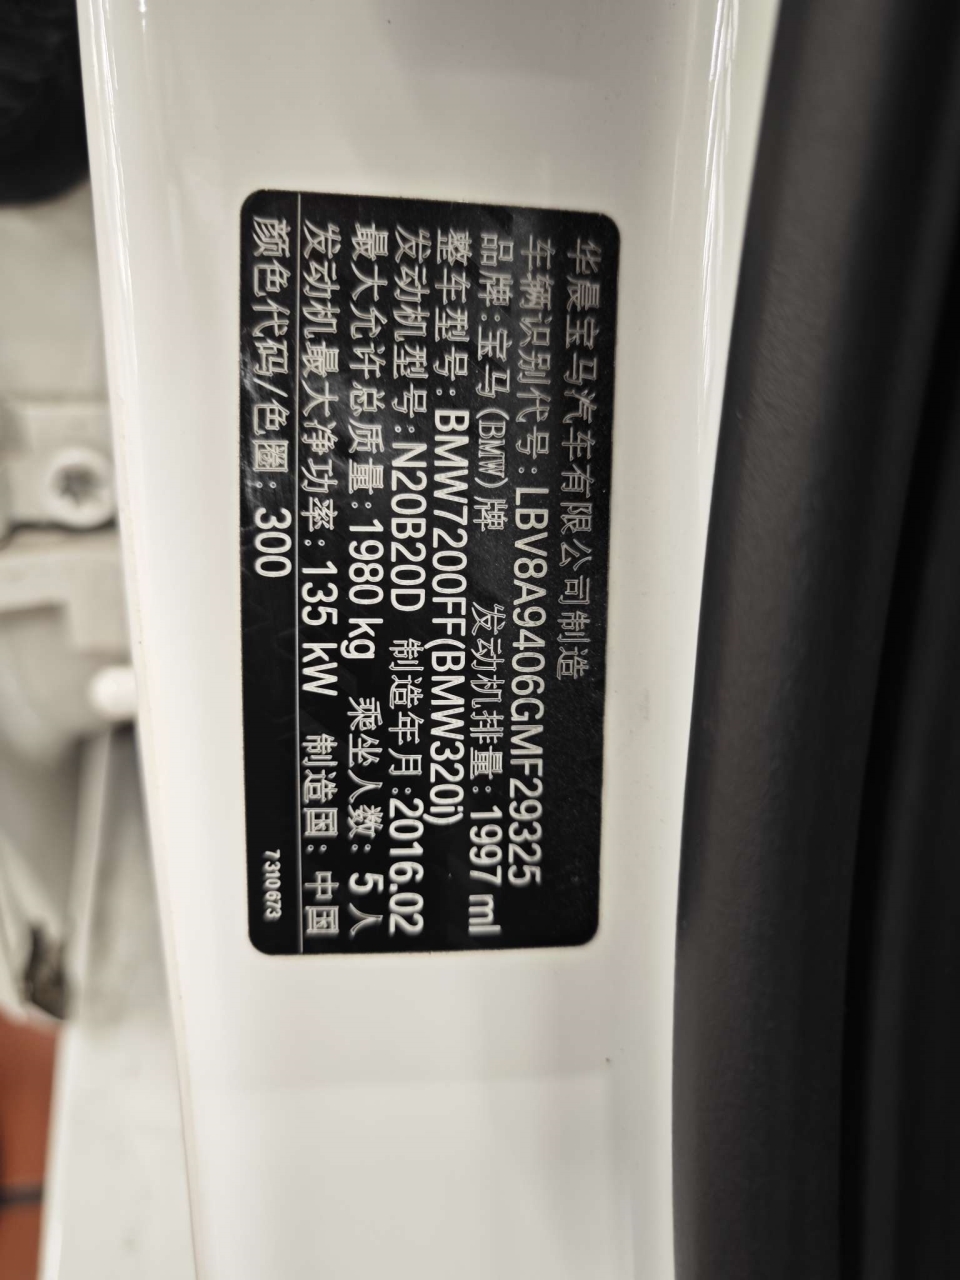 华晨宝马汽车有限公司制造
车辆识别代号:LBV8A9406GMF29325
品牌:宝马(BMW)牌 发动机排量:1997 ml
整车型号:BMW7200FF(BMW320i)
发动机型号:N20B20D 制造年月:2016.02
最大允许总质量:1980 kg 乘坐人数:5人
发动机最大净功率:135 kW 制造国:中国
颜色代码/色圈:300 7310673